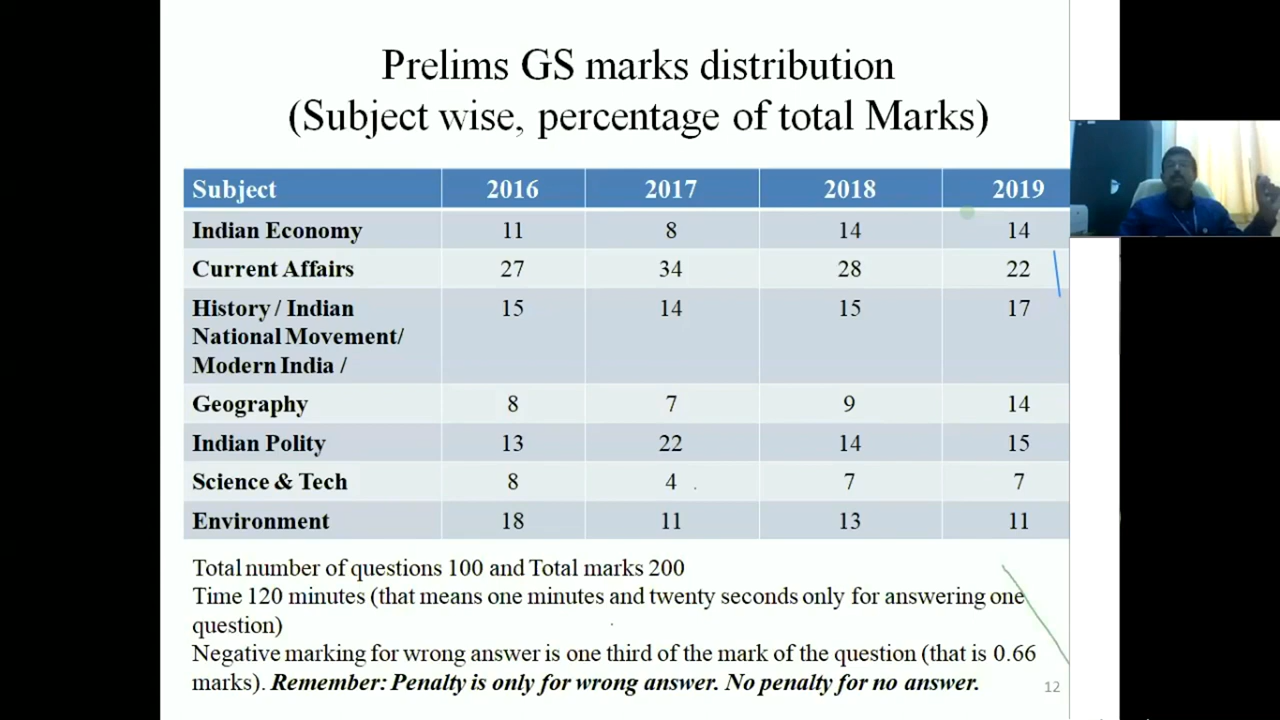 Prelims GS marks distribution
(Subject wise, percentage of total Marks)
Subject 2016 2017 2018 2019
Indian Economy 11 8 14 14
Current Affairs 27 34 28 22
History / Indian 15 14 15 17
National Movement/
Modern India /
Geography 8 7 9 14
Indian Polity 13 22 14 15
Science & Tech 8 4 7 7
Environment 18 11 13 11
Total number of questions 100 and Total marks 200
Time 120 minutes (that means one minutes and twenty seconds only for answering one
question)
Negative marking for wrong answer is one third of the mark of the question (that is 0.66
marks). Remember: Penalty is only for wrong answer. No penalty for no answer.
12